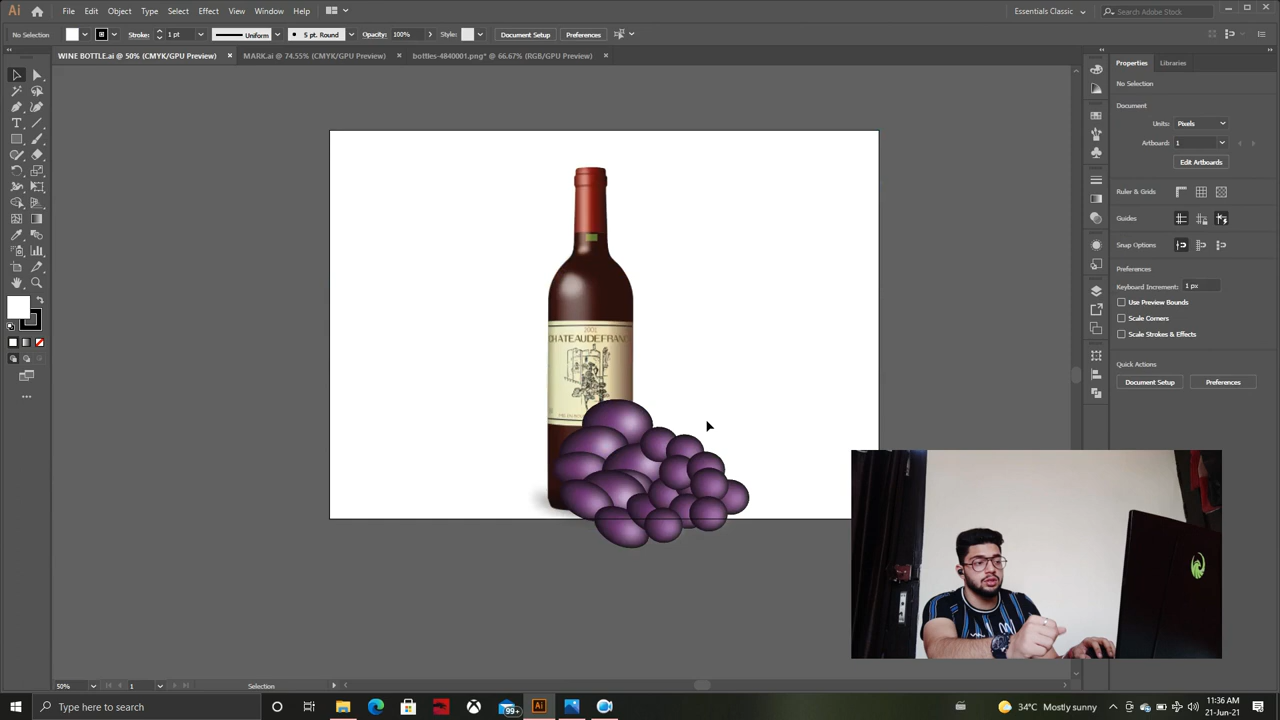 Ai File Edit Object Type Select Effect View Window Help Essentials Classic Search Adobe Stock
No Selection Stroke: 1 pt Uniform 5 pt. Round Opacity: 100% Style: Document Setup Preferences
WINE BOTTLE.ai @ 50% (CMYK/GPU Preview) × MARK.ai @ 74.55% (CMYK/GPU Preview) × bottles-4840001.png* @ 66.67% (RGB/GPU Preview) ×
Properties Libraries
No Selection
Document
Units: Pixels
Artboard: 1
Edit Artboards
Ruler & Grids
Guides
Snap Options
Preferences
Keyboard Increment: 1 px
Use Preview Bounds
Scale Corners
Scale Strokes & Effects
Quick Actions
Document Setup Preferences
2001
CHATEAUDEFRANC
50% 1 Selection
Type here to search 99+ Ai 34°C Mostly sunny ENG 11:36 AM
21-Jun-21